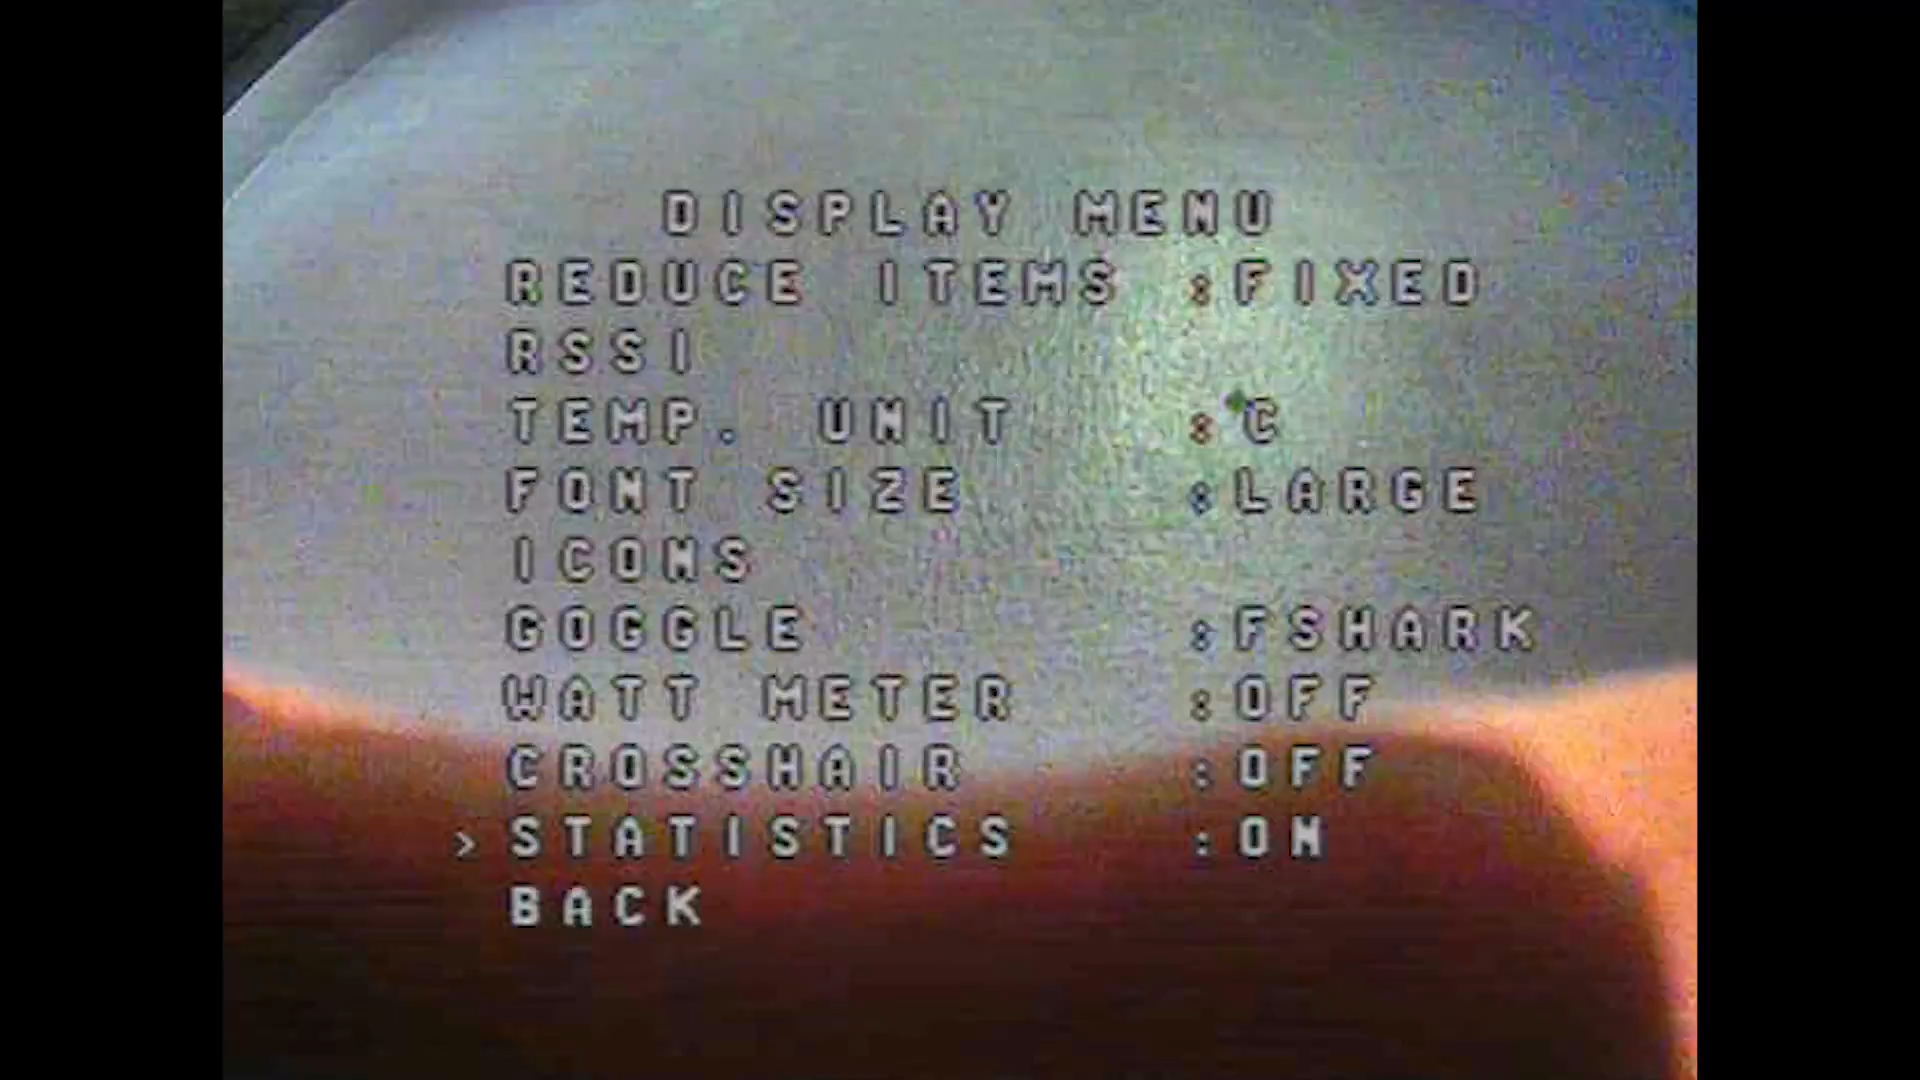 DISPLAY MENU
REDUCE ITEMS :FIXED
RSSI
TEMP. UNIT :°C
FONT SIZE :LARGE
ICONS
GOGGLE :FSHARK
WATT METER :OFF
CROSSHAIR :OFF
> STATISTICS :ON
BACK